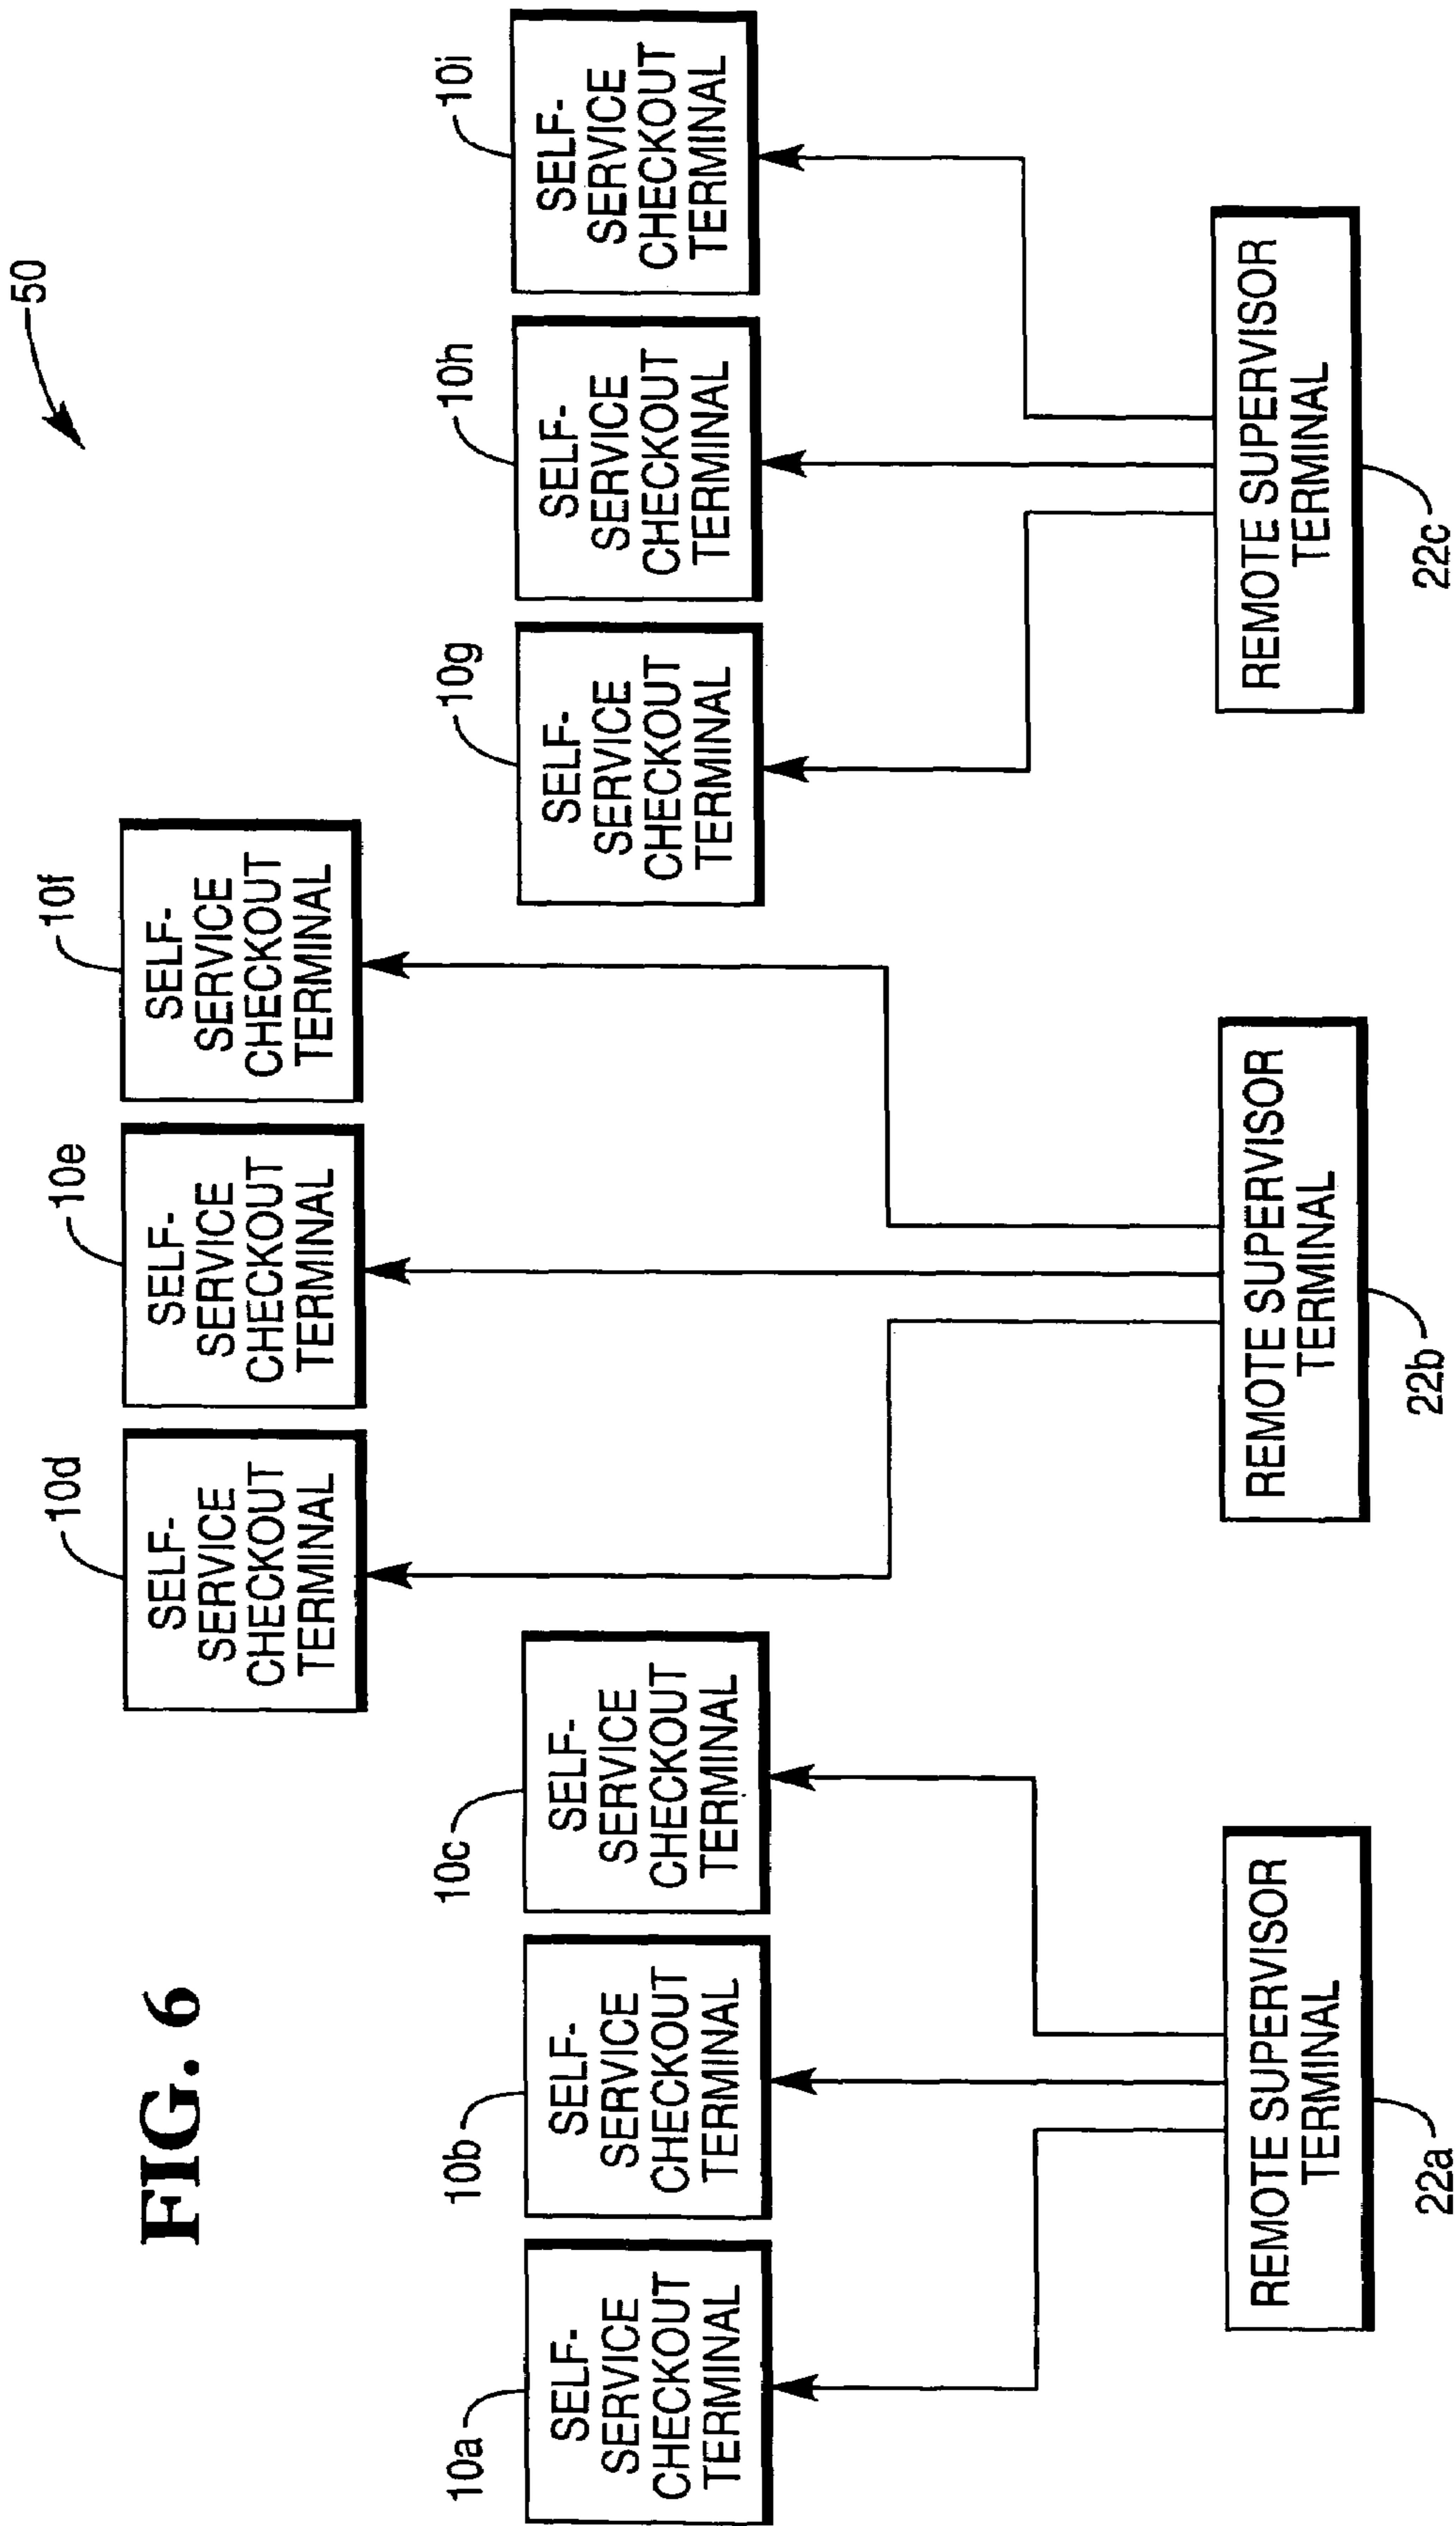 FIG. 6
50
10a
SELF-
SERVICE
CHECKOUT
TERMINAL
10b
SELF-
SERVICE
CHECKOUT
TERMINAL
10c
SELF-
SERVICE
CHECKOUT
TERMINAL
10d
SELF-
SERVICE
CHECKOUT
TERMINAL
10e
SELF-
SERVICE
CHECKOUT
TERMINAL
10f
SELF-
SERVICE
CHECKOUT
TERMINAL
10g
SELF-
SERVICE
CHECKOUT
TERMINAL
10h
SELF-
SERVICE
CHECKOUT
TERMINAL
10i
SELF-
SERVICE
CHECKOUT
TERMINAL
REMOTE SUPERVISOR
TERMINAL
22a
REMOTE SUPERVISOR
TERMINAL
22b
REMOTE SUPERVISOR
TERMINAL
22c